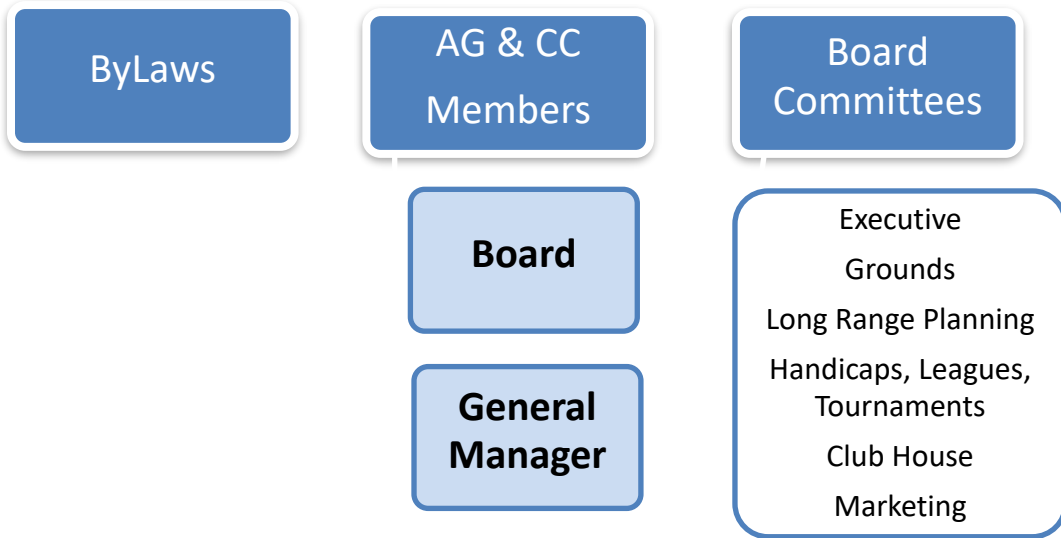 ByLaws
AG & CC
Members
Board
General
Manager
Board
Committees
Executive
Grounds
Long Range Planning
Handicaps, Leagues,
Tournaments
Club House
Marketing